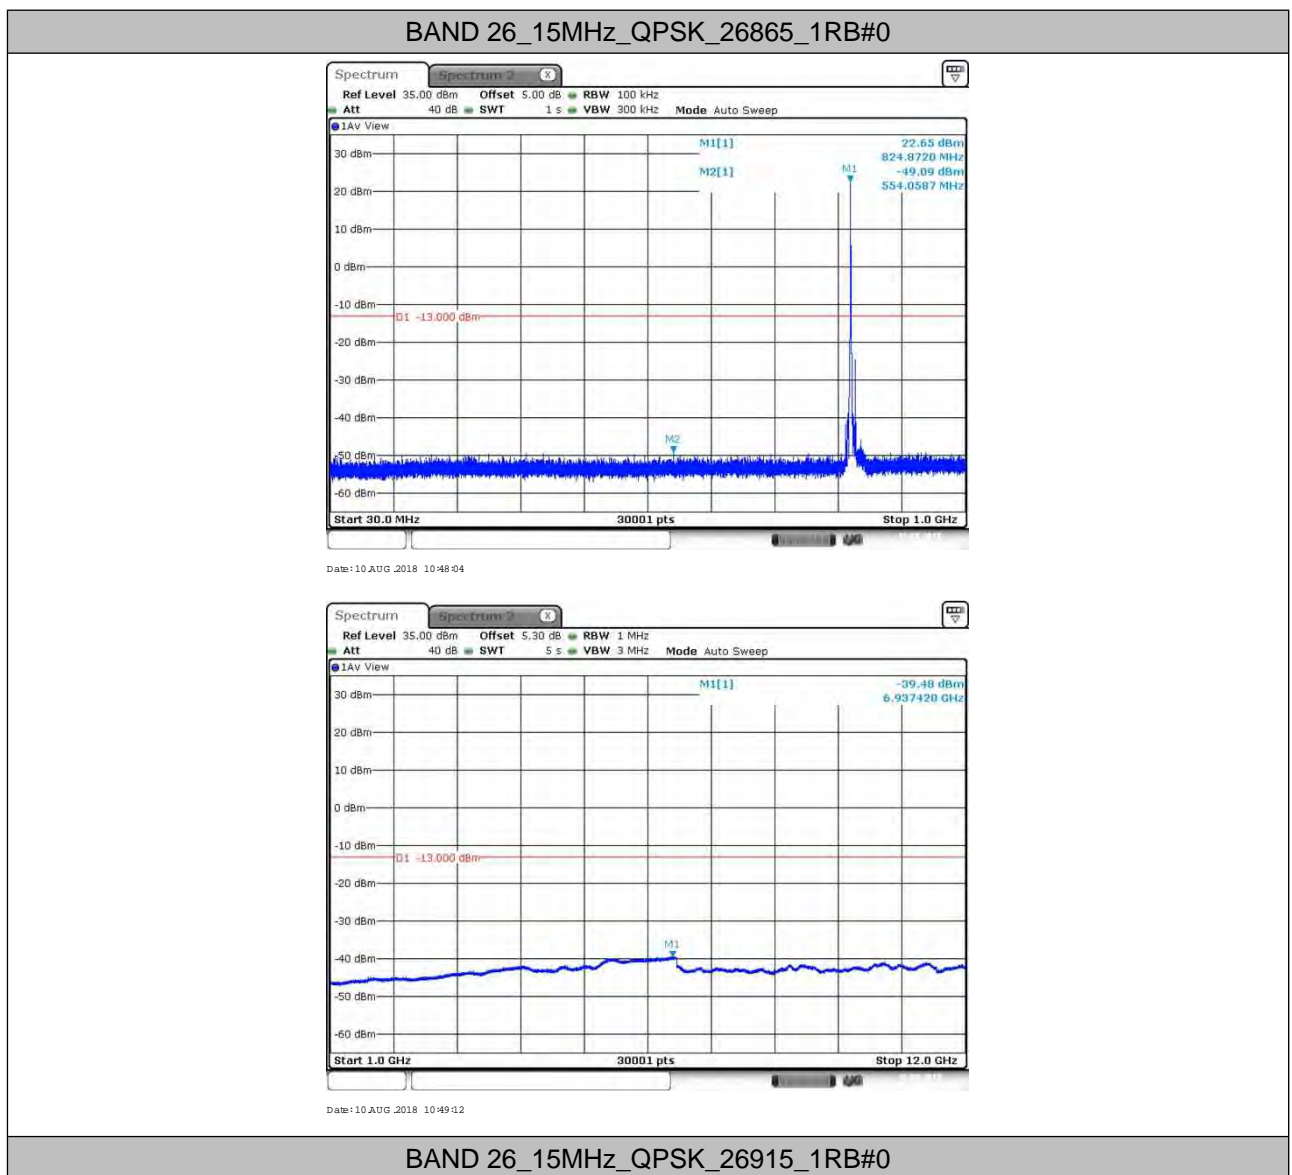 BAND 26_15MHz_QPSK_26865_1RB#0
Spectrum Spectrum 2 X
Ref Level 35.00 dBm Offset 5.00 dB RBW 100 kHz
Att 40 dB SWT 1 s VBW 300 kHz Mode Auto Sweep
1Av View
M1[1] 22.65 dBm
824.8720 MHz
M2[1] -49.09 dBm
554.0587 MHz
M1
30 dBm
20 dBm
10 dBm
0 dBm
-10 dBm
D1 -13.000 dBm
-20 dBm
-30 dBm
-40 dBm
M2
-50 dBm
-60 dBm
Start 30.0 MHz 30001 pts Stop 1.0 GHz
Date: 10.AUG.2018 10:48:04
Spectrum Spectrum 2 X
Ref Level 35.00 dBm Offset 5.30 dB RBW 1 MHz
Att 40 dB SWT 5 s VBW 3 MHz Mode Auto Sweep
1Av View
M1[1] -39.48 dBm
6.937420 GHz
30 dBm
20 dBm
10 dBm
0 dBm
-10 dBm
D1 -13.000 dBm
-20 dBm
-30 dBm
M1
-40 dBm
-50 dBm
-60 dBm
Start 1.0 GHz 30001 pts Stop 12.0 GHz
Date: 10.AUG.2018 10:49:12
BAND 26_15MHz_QPSK_26915_1RB#0